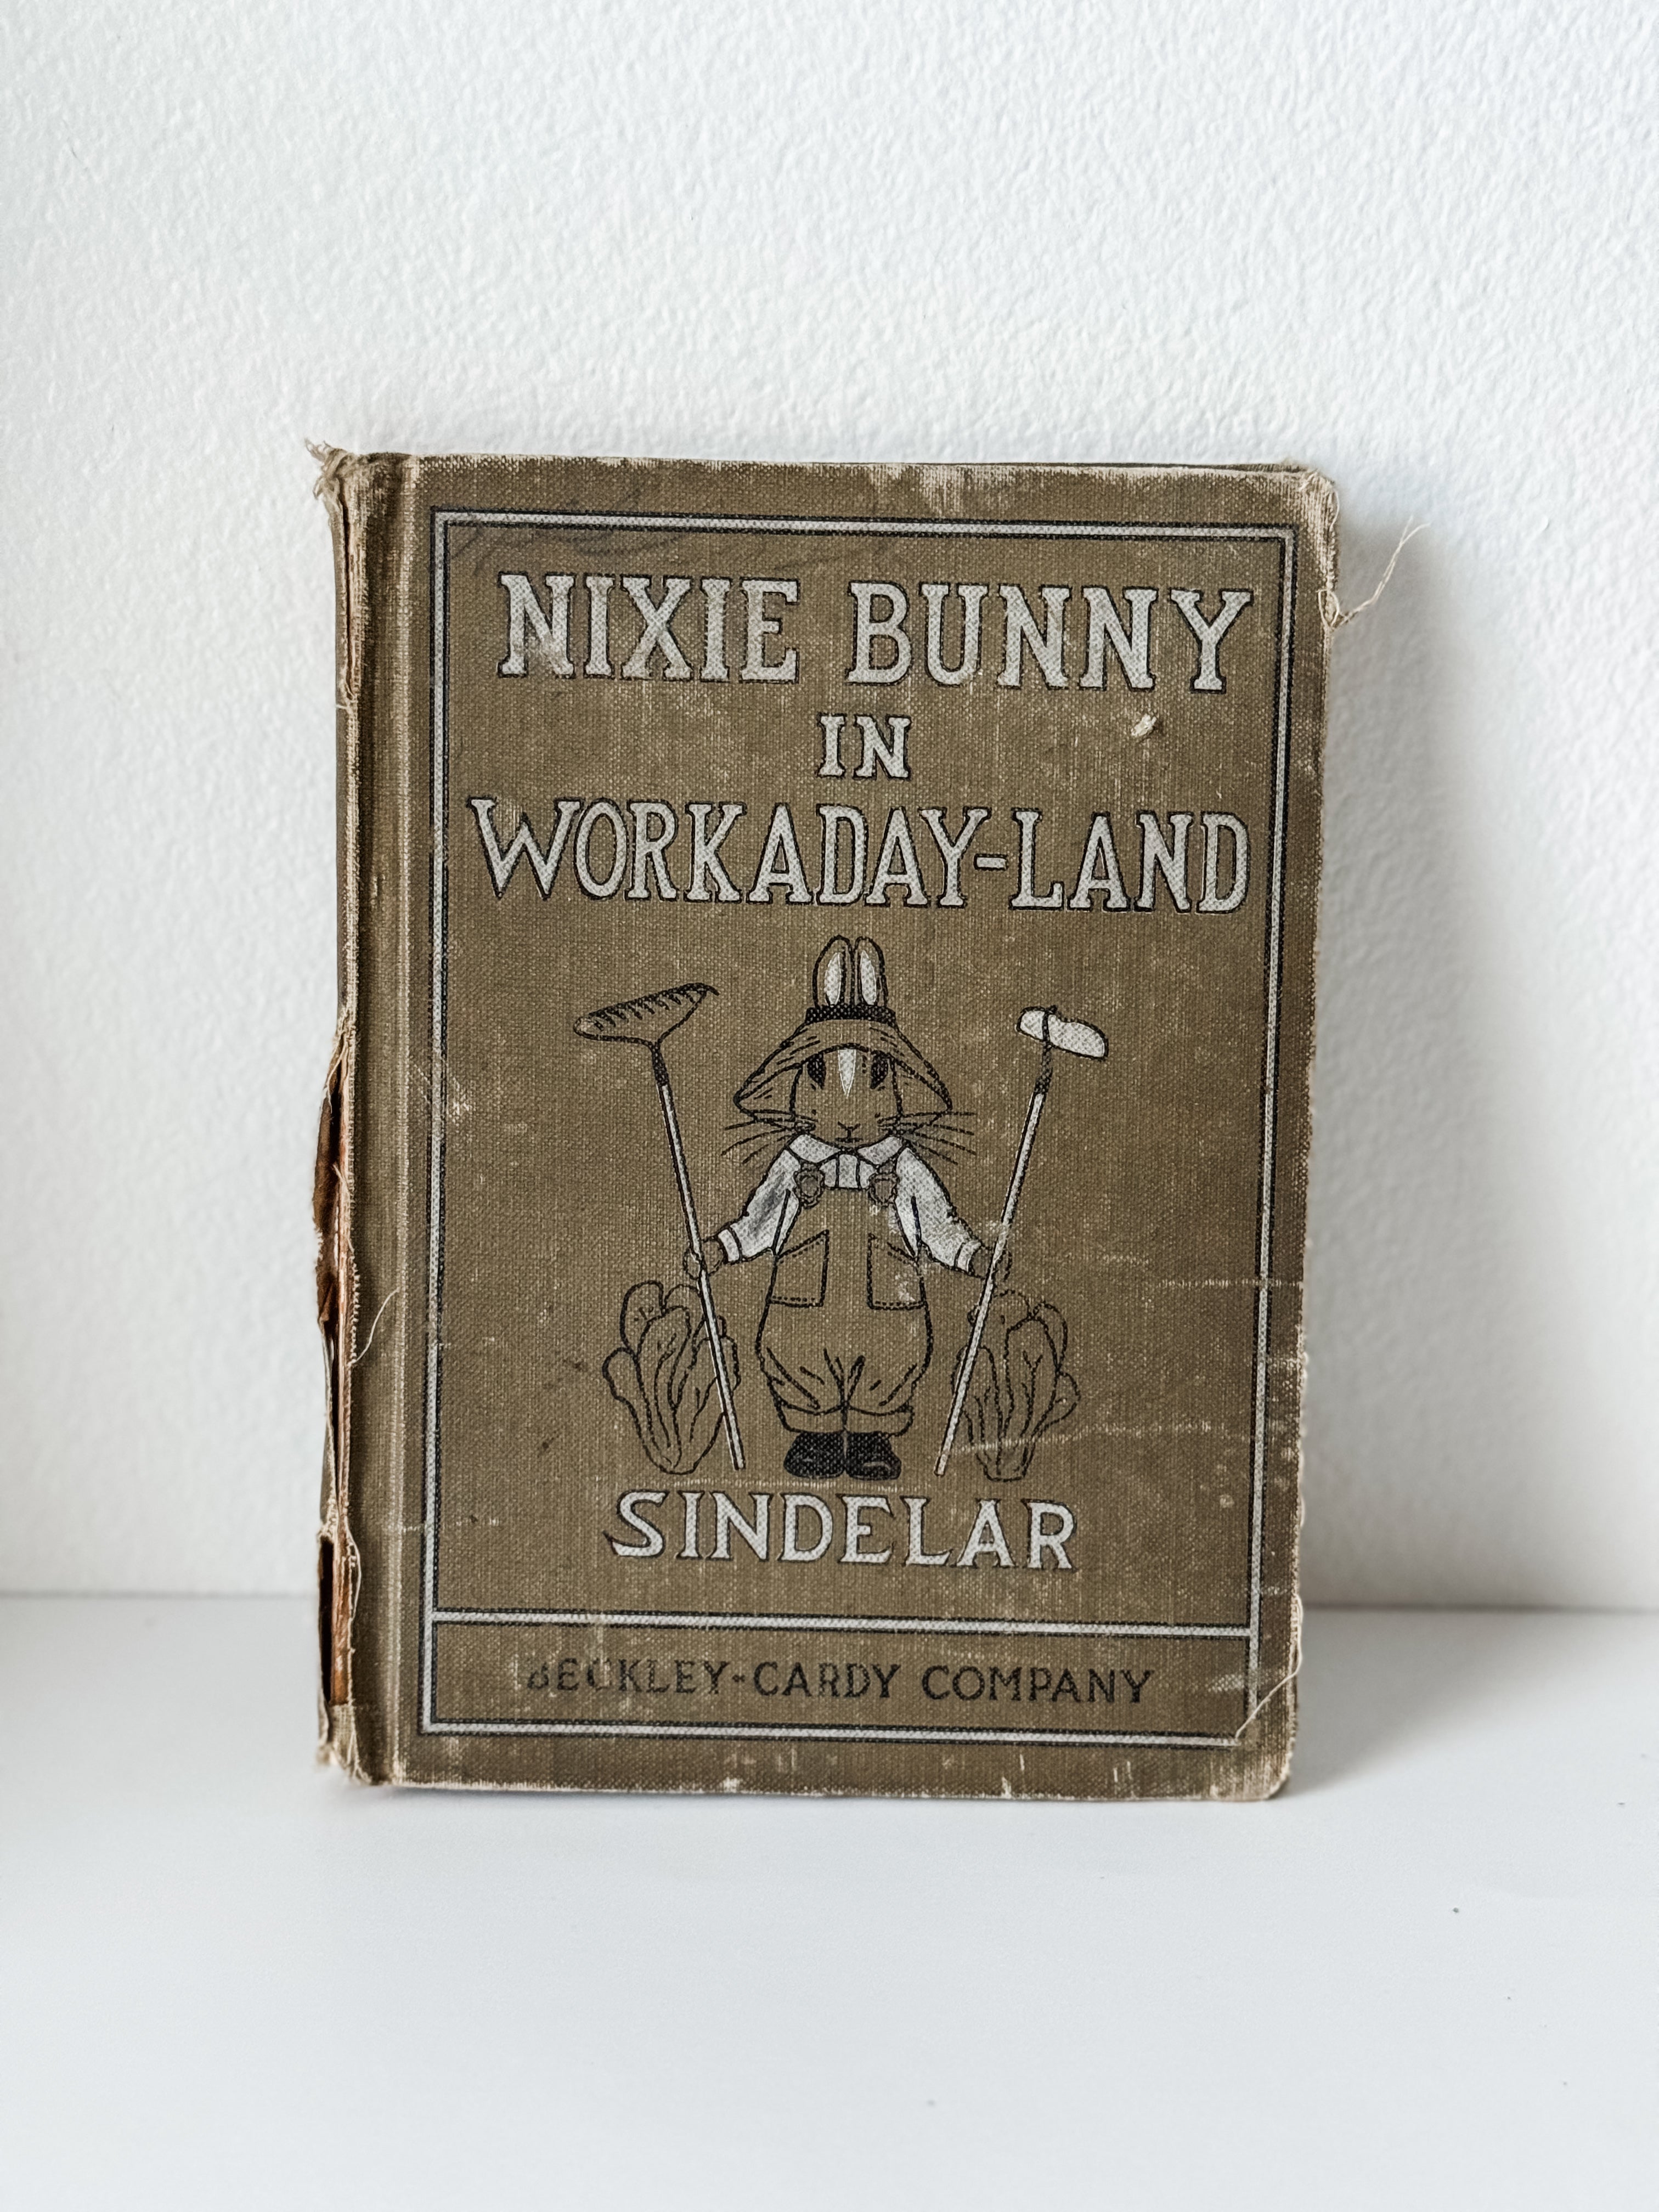 NIXIE BUNNY
IN
WORKADAY-LAND
SINDELAR
BECKLEY-CARDY COMPANY